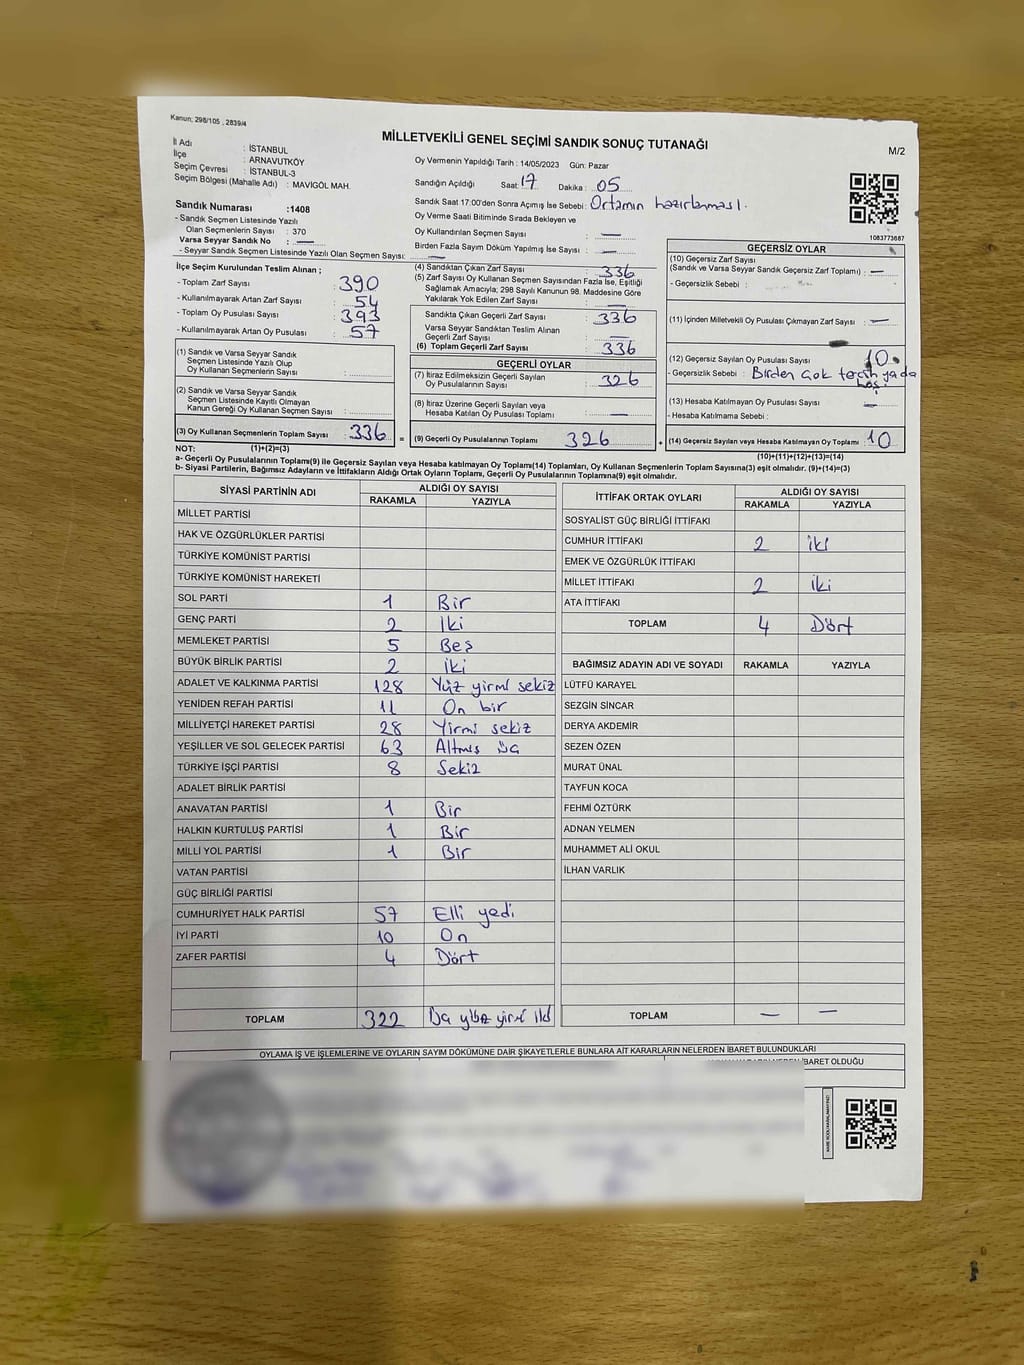 Kanun; 298/105 , 2839/4
MİLLETVEKİLİ GENEL SEÇİMİ SANDIK SONUÇ TUTANAĞI
M/2
İl Adı : İSTANBUL
İlçe : ARNAVUTKÖY
Seçim Çevresi : İSTANBUL-3
Seçim Bölgesi (Mahalle Adı) : MAVİGÖL MAH.
Oy Vermenin Yapıldığı Tarih : 14/05/2023 Gün: Pazar
Sandığın Açıldığı Saat: 17 Dakika : 05
Sandık Saat 17:00'den Sonra Açımış İse Sebebi : Ortamın hazırlanması.
Oy Verme Saati Bitiminde Sırada Bekleyen ve
Oy Kullandırılan Seçmen Sayısı : —
Birden Fazla Sayım Döküm Yapılmış İse Sayısı : —
1083773687
Sandık Numarası :1408
- Sandık Seçmen Listesinde Yazılı
Olan Seçmenlerin Sayısı : 370
Varsa Seyyar Sandık No : —
- Seyyar Sandık Seçmen Listesinde Yazılı Olan Seçmen Sayısı: —
İlçe Seçim Kurulundan Teslim Alınan ;
- Toplam Zarf Sayısı : 390
- Kullanılmayarak Artan Zarf Sayısı : 54
- Toplam Oy Pusulası Sayısı : 393
- Kullanılmayarak Artan Oy Pusulası : 57
(1) Sandık ve Varsa Seyyar Sandık
Seçmen Listesinde Yazılı Olup
Oy Kullanan Seçmenlerin Sayısı :
(2) Sandık ve Varsa Seyyar Sandık
Seçmen Listesinde Kayıtlı Olmayan
Kanun Gereği Oy Kullanan Seçmen Sayısı :
(3) Oy Kullanan Seçmenlerin Toplam Sayısı : 336
(1)+(2)=(3)
(4) Sandıktan Çıkan Zarf Sayısı : 336
(5) Zarf Sayısı Oy Kullanan Seçmen Sayısından Fazla İse, Eşitliği
Sağlamak Amacıyla; 298 Sayılı Kanunun 98. Maddesine Göre
Yakılarak Yok Edilen Zarf Sayısı : —
Sandıkta Çıkan Geçerli Zarf Sayısı : 336
Varsa Seyyar Sandıktan Teslim Alınan
Geçerli Zarf Sayısı : —
(6) Toplam Geçerli Zarf Sayısı : 336
GEÇERLİ OYLAR
(7) İtiraz Edilmeksizin Geçerli Sayılan
Oy Pusulalarının Sayısı : 326
(8) İtiraz Üzerine Geçerli Sayılan veya
Hesaba Katılan Oy Pusulası Toplamı : —
= (9) Geçerli Oy Pusulalarının Toplamı : 326 +
GEÇERSİZ OYLAR
(10) Geçersiz Zarf Sayısı
(Sandık ve Varsa Seyyar Sandık Geçersiz Zarf Toplamı) : —
- Geçersizlik Sebebi :
(11) İçinden Milletvekili Oy Pusulası Çıkmayan Zarf Sayısı : —
(12) Geçersiz Sayılan Oy Pusulası Sayısı : 10
- Geçersizlik Sebebi : Birden çok tercih yada
boş.
(13) Hesaba Katılmayan Oy Pusulası Sayısı : —
- Hesaba Katılmama Sebebi :
(14) Geçersiz Sayılan veya Hesaba Katılmayan Oy Toplamı : 10
(10)+(11)+(12)+(13)=(14)
NOT:
a- Geçerli Oy Pusulalarının Toplamı(9) ile Geçersiz Sayılan veya Hesaba katılmayan Oy Toplamı(14) Toplamları, Oy Kullanan Seçmenlerin Toplam Sayısına(3) eşit olmalıdır. (9)+(14)=(3)
b- Siyasi Partilerin, Bağımsız Adayların ve İttifakların Aldığı Ortak Oyların Toplamı, Geçerli Oy Pusulalarının Toplamına(9) eşit olmalıdır.
SİYASİ PARTİNİN ADI ALDIĞI OY SAYISI
RAKAMLA YAZIYLA
MİLLET PARTİSİ
HAK VE ÖZGÜRLÜKLER PARTİSİ
TÜRKİYE KOMÜNİST PARTİSİ
TÜRKİYE KOMÜNİST HAREKETİ
SOL PARTİ 1 Bir
GENÇ PARTİ 2 İki
MEMLEKET PARTİSİ 5 Beş
BÜYÜK BİRLİK PARTİSİ 2 iki
ADALET VE KALKINMA PARTİSİ 128 Yüz yirmi sekiz
YENİDEN REFAH PARTİSİ 11 On bir
MİLLİYETÇİ HAREKET PARTİSİ 28 Yirmi sekiz
YEŞİLLER VE SOL GELECEK PARTİSİ 63 Altmış üç
TÜRKİYE İŞÇİ PARTİSİ 8 Sekiz
ADALET BİRLİK PARTİSİ
ANAVATAN PARTİSİ 1 Bir
HALKIN KURTULUŞ PARTİSİ 1 Bir
MİLLİ YOL PARTİSİ 1 Bir
VATAN PARTİSİ
GÜÇ BİRLİĞİ PARTİSİ
CUMHURİYET HALK PARTİSİ 57 Elli yedi
İYİ PARTİ 10 On
ZAFER PARTİSİ 4 Dört
TOPLAM 322 Üç yüz yirmi iki
İTTİFAK ORTAK OYLARI ALDIĞI OY SAYISI
RAKAMLA YAZIYLA
SOSYALİST GÜÇ BİRLİĞİ İTTİFAKI
CUMHUR İTTİFAKI 2 iki
EMEK VE ÖZGÜRLÜK İTTİFAKI
MİLLET İTTİFAKI 2 iki
ATA İTTİFAKI
TOPLAM 4 Dört
BAĞIMSIZ ADAYIN ADI VE SOYADI RAKAMLA YAZIYLA
LÜTFÜ KARAYEL
SEZGİN SİNCAR
DERYA AKDEMİR
SEZEN ÖZEN
MURAT ÜNAL
TAYFUN KOCA
FEHMİ ÖZTÜRK
ADNAN YELMEN
MUHAMMET ALİ OKUL
İLHAN VARLIK
TOPLAM — —
OYLAMA İŞ VE İŞLEMLERİNE VE OYLARIN SAYIM DÖKÜMÜNE DAİR ŞİKAYETLERLE BUNLARA AİT KARARLARIN NELERDEN İBARET BULUNDUKLARI
İBARET OLDUĞU